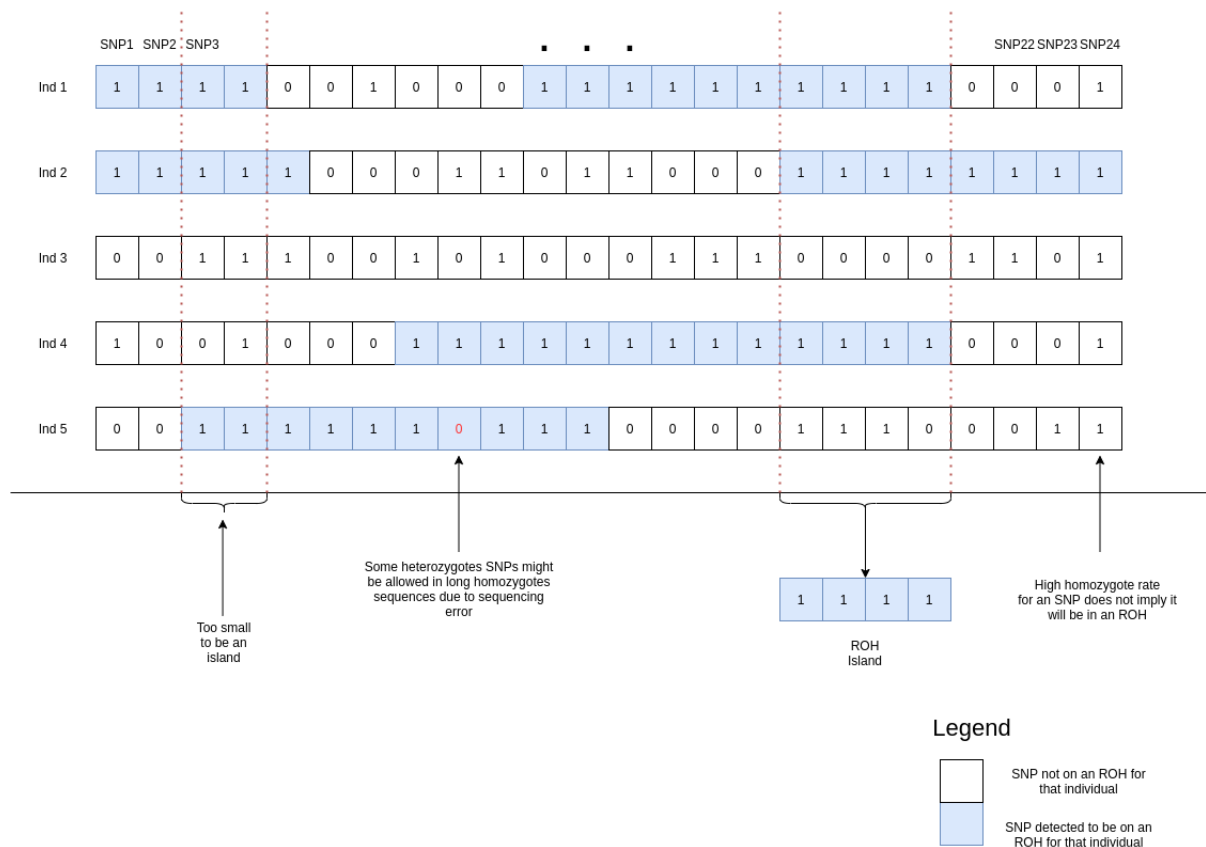 SNP1 SNP2 SNP3 . . . SNP22 SNP23 SNP24
Ind 1 1 1 1 1 0 0 1 0 0 0 1 1 1 1 1 1 1 1 1 1 0 0 0 1
Ind 2 1 1 1 1 1 0 0 0 1 1 0 1 1 0 0 0 1 1 1 1 1 1 1 1
Ind 3 0 0 1 1 1 0 0 1 0 1 0 0 0 1 1 1 0 0 0 0 1 1 0 1
Ind 4 1 0 0 1 0 0 0 1 1 1 1 1 1 1 1 1 1 1 1 1 0 0 0 1
Ind 5 0 0 1 1 1 1 1 1 0 1 1 1 0 0 0 0 1 1 1 0 0 0 1 1
Too small
to be an
island
Some heterozygotes SNPs might
be allowed in long homozygotes
sequences due to sequencing
error
1 1 1 1
ROH
Island
High homozygote rate
for an SNP does not imply it
will be in an ROH
Legend
SNP not on an ROH for
that individual
SNP detected to be on an
ROH for that individual